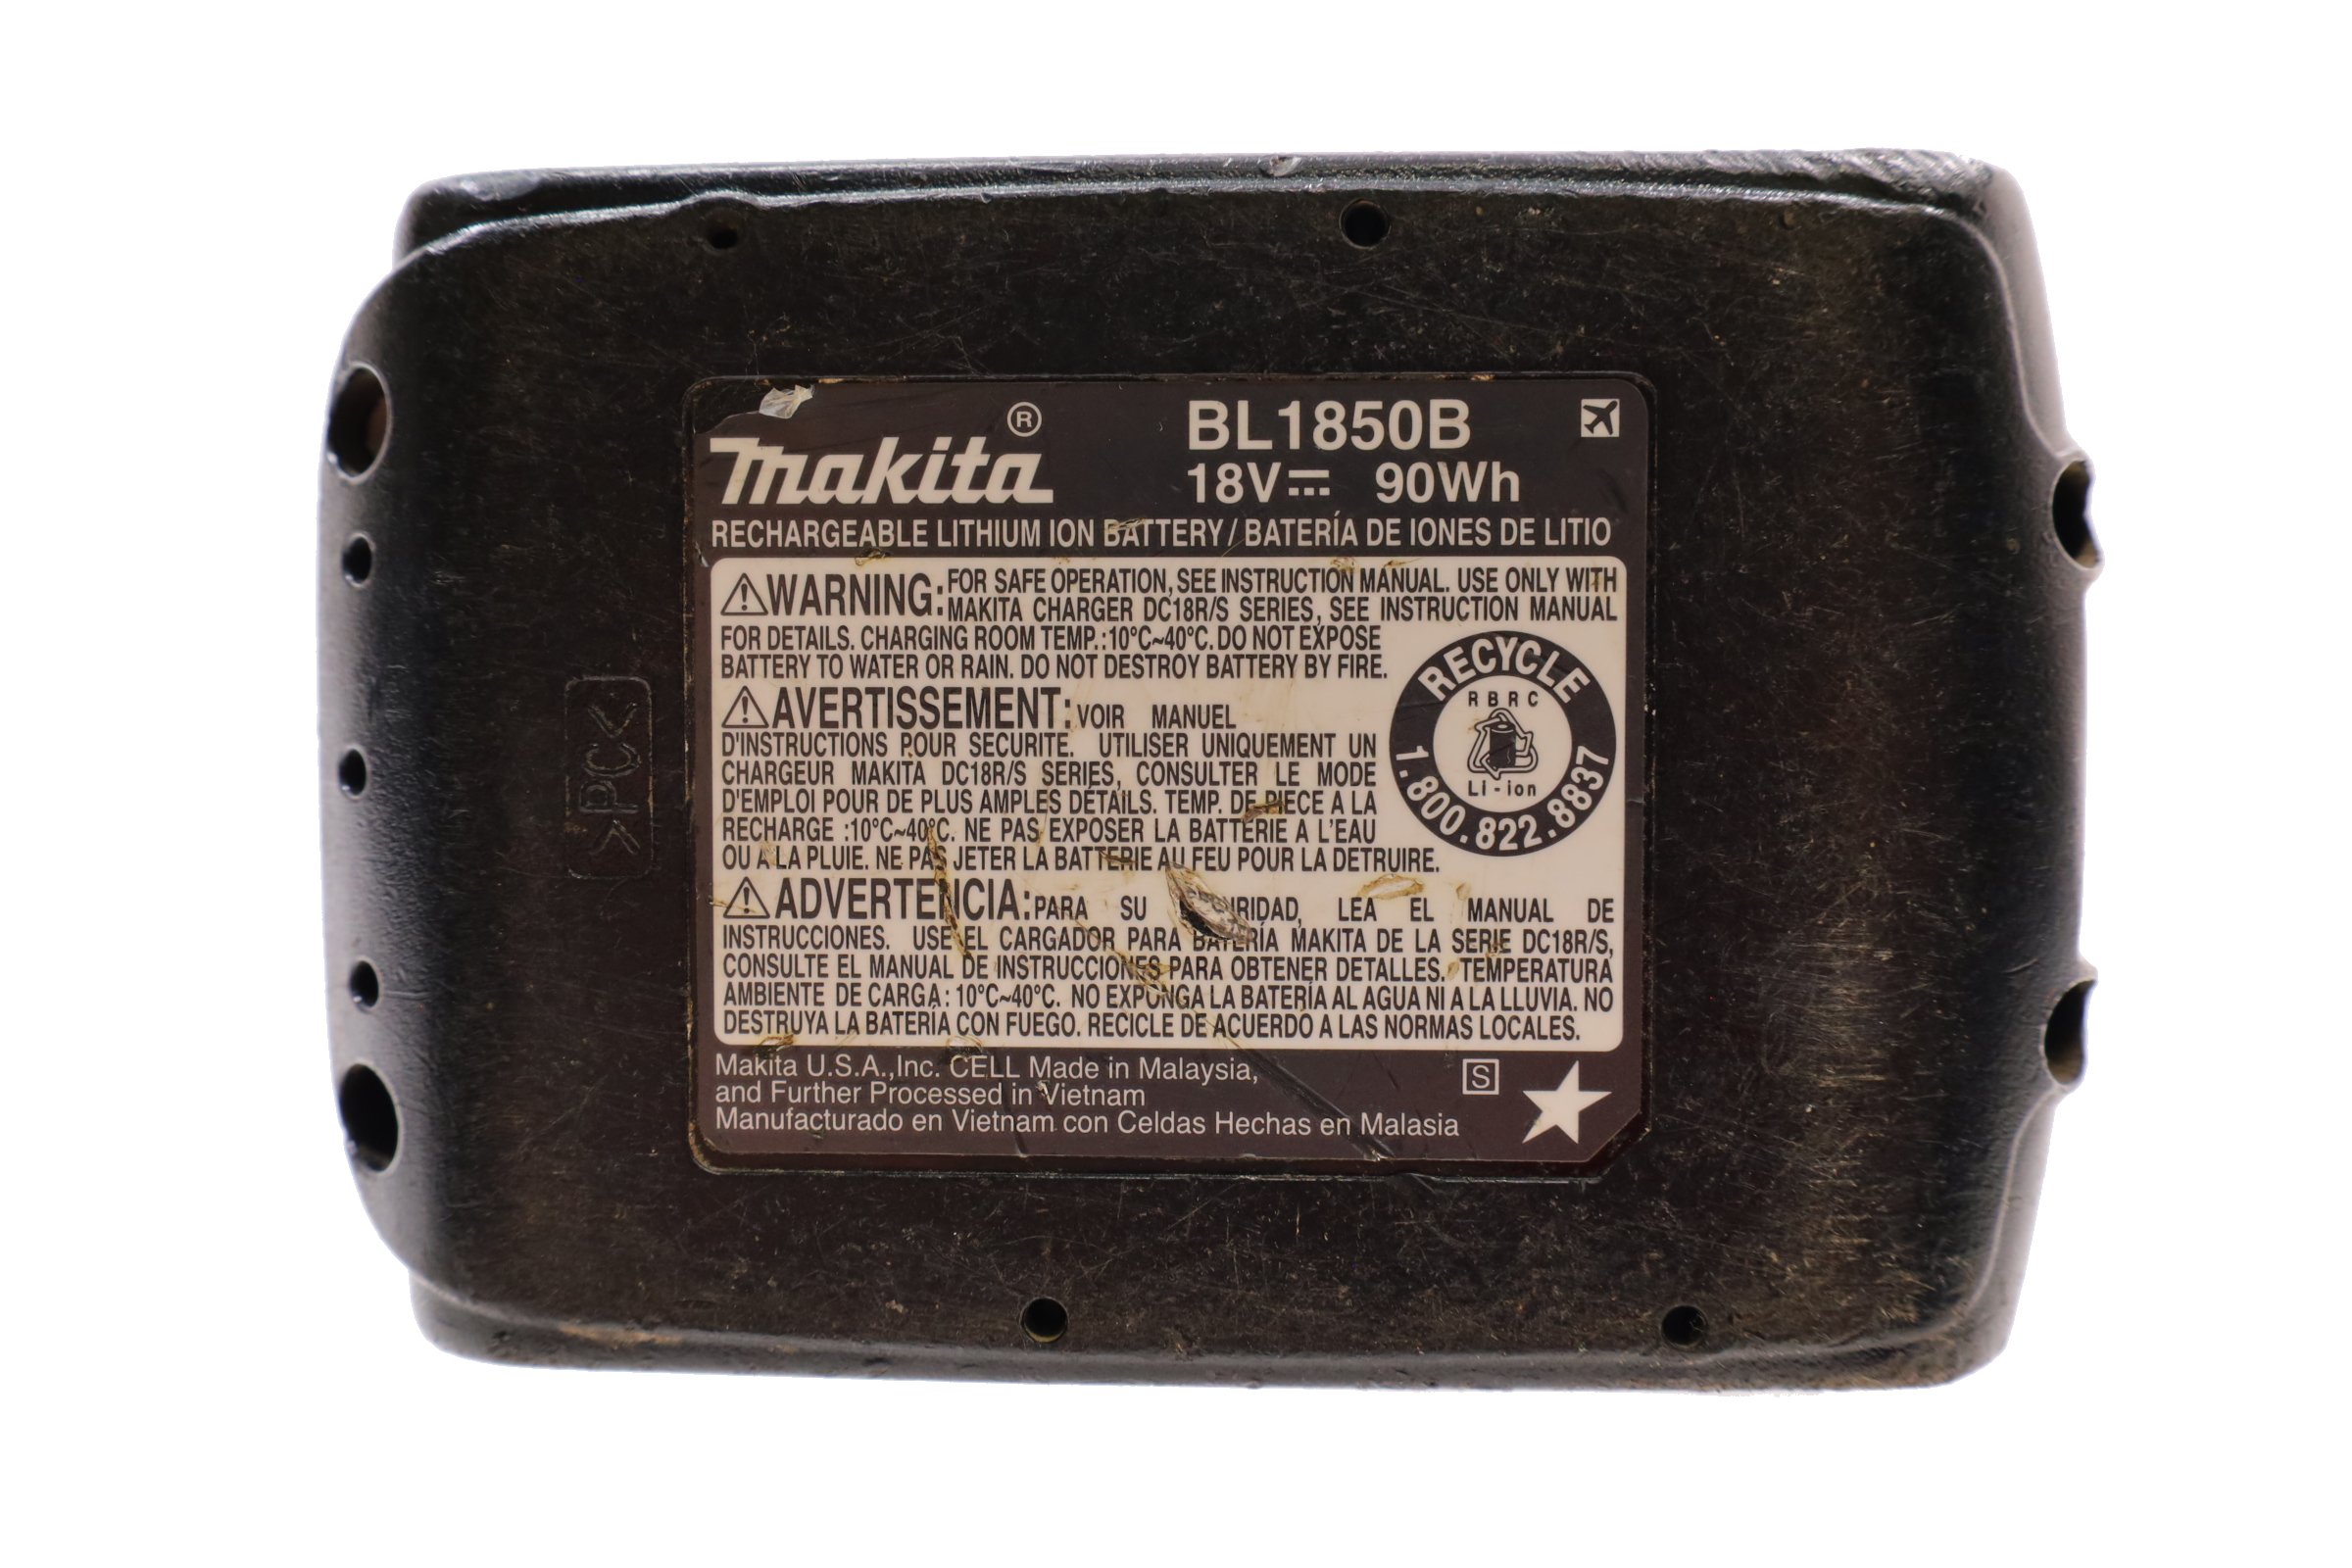 makita®
BL1850B
18V 90Wh
RECHARGEABLE LITHIUM ION BATTERY / BATERÍA DE IONES DE LITIO
WARNING: FOR SAFE OPERATION, SEE INSTRUCTION MANUAL. USE ONLY WITH
MAKITA CHARGER DC18R/S SERIES, SEE INSTRUCTION MANUAL
FOR DETAILS. CHARGING ROOM TEMP.:10°C~40°C. DO NOT EXPOSE
BATTERY TO WATER OR RAIN. DO NOT DESTROY BATTERY BY FIRE.
AVERTISSEMENT: VOIR MANUEL
D'INSTRUCTIONS POUR SECURITE. UTILISER UNIQUEMENT UN
CHARGEUR MAKITA DC18R/S SERIES, CONSULTER LE MODE
D'EMPLOI POUR DE PLUS AMPLES DÉTAILS. TEMP. DE PIECE A LA
RECHARGE :10°C~40°C. NE PAS EXPOSER LA BATTERIE A L'EAU
OU A LA PLUIE. NE PAS JETER LA BATTERIE AU FEU POUR LA DETRUIRE.
RECYCLE
RBRC
Li-ion
1.800.822.8837
ADVERTENCIA: PARA SU LEA EL MANUAL DE
INSTRUCCIONES. USE EL CARGADOR PARA BATERÍA MAKITA DE LA SERIE DC18R/S,
CONSULTE EL MANUAL DE INSTRUCCIONES PARA OBTENER DETALLES. TEMPERATURA
AMBIENTE DE CARGA: 10°C~40°C. NO EXPONGA LA BATERÍA AL AGUA NI A LA LLUVIA. NO
DESTRUYA LA BATERÍA CON FUEGO. RECICLE DE ACUERDO A LAS NORMAS LOCALES.
Makita U.S.A.,Inc. CELL Made in Malaysia,
and Further Processed in Vietnam
Manufacturado en Vietnam con Celdas Hechas en Malasia
S
>PC<